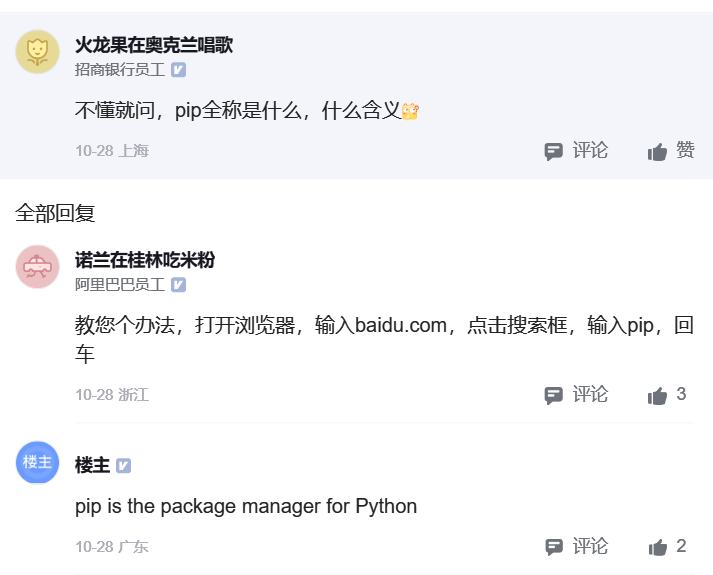 火龙果在奥克兰唱歌
招商银行员工
不懂就问，pip全称是什么，什么含义
10-28 上海 评论 赞
全部回复
诺兰在桂林吃米粉
阿里巴巴员工
教您个办法，打开浏览器，输入baidu.com，点击搜索框，输入pip，回
车
10-28 浙江 评论 3
楼主 楼主
pip is the package manager for Python
10-28 广东 评论 2